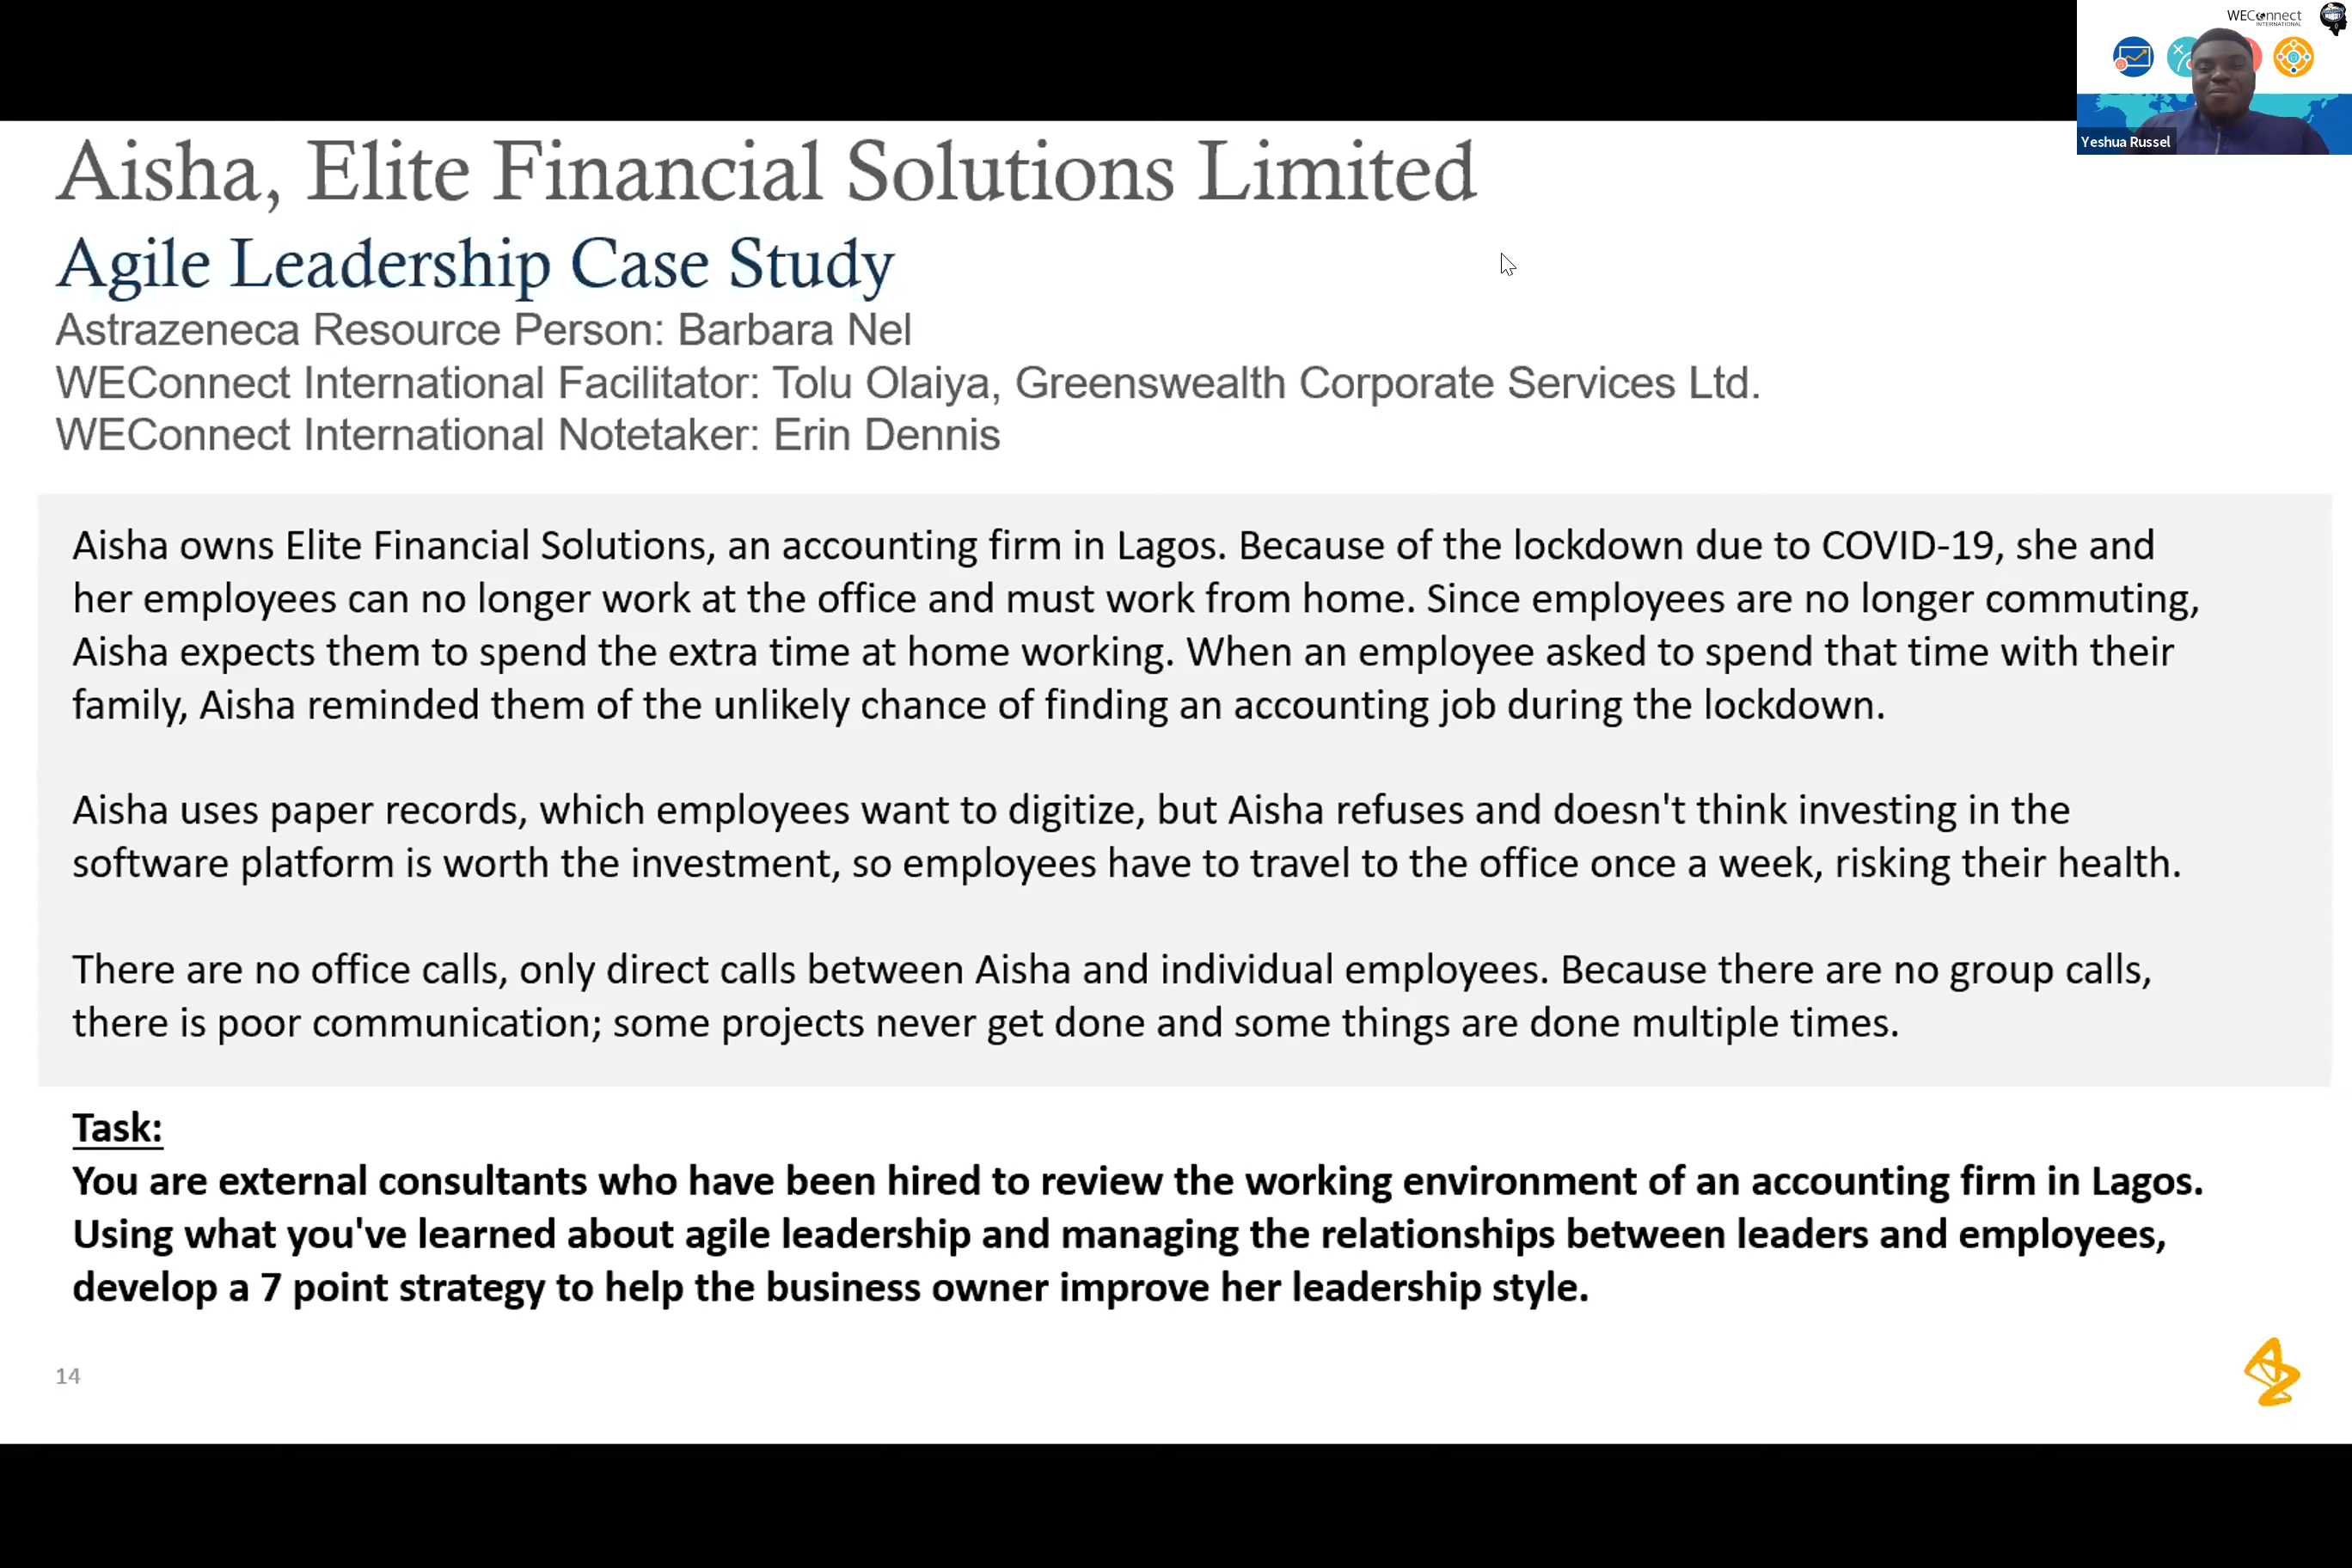 WEConnect
INTERNATIONAL
Yeshua Russel
Aisha, Elite Financial Solutions Limited
Agile Leadership Case Study
Astrazeneca Resource Person: Barbara Nel
WEConnect International Facilitator: Tolu Olaiya, Greenswealth Corporate Services Ltd.
WEConnect International Notetaker: Erin Dennis
Aisha owns Elite Financial Solutions, an accounting firm in Lagos. Because of the lockdown due to COVID-19, she and
her employees can no longer work at the office and must work from home. Since employees are no longer commuting,
Aisha expects them to spend the extra time at home working. When an employee asked to spend that time with their
family, Aisha reminded them of the unlikely chance of finding an accounting job during the lockdown.
Aisha uses paper records, which employees want to digitize, but Aisha refuses and doesn't think investing in the
software platform is worth the investment, so employees have to travel to the office once a week, risking their health.
There are no office calls, only direct calls between Aisha and individual employees. Because there are no group calls,
there is poor communication; some projects never get done and some things are done multiple times.
Task:
You are external consultants who have been hired to review the working environment of an accounting firm in Lagos.
Using what you've learned about agile leadership and managing the relationships between leaders and employees,
develop a 7 point strategy to help the business owner improve her leadership style.
14